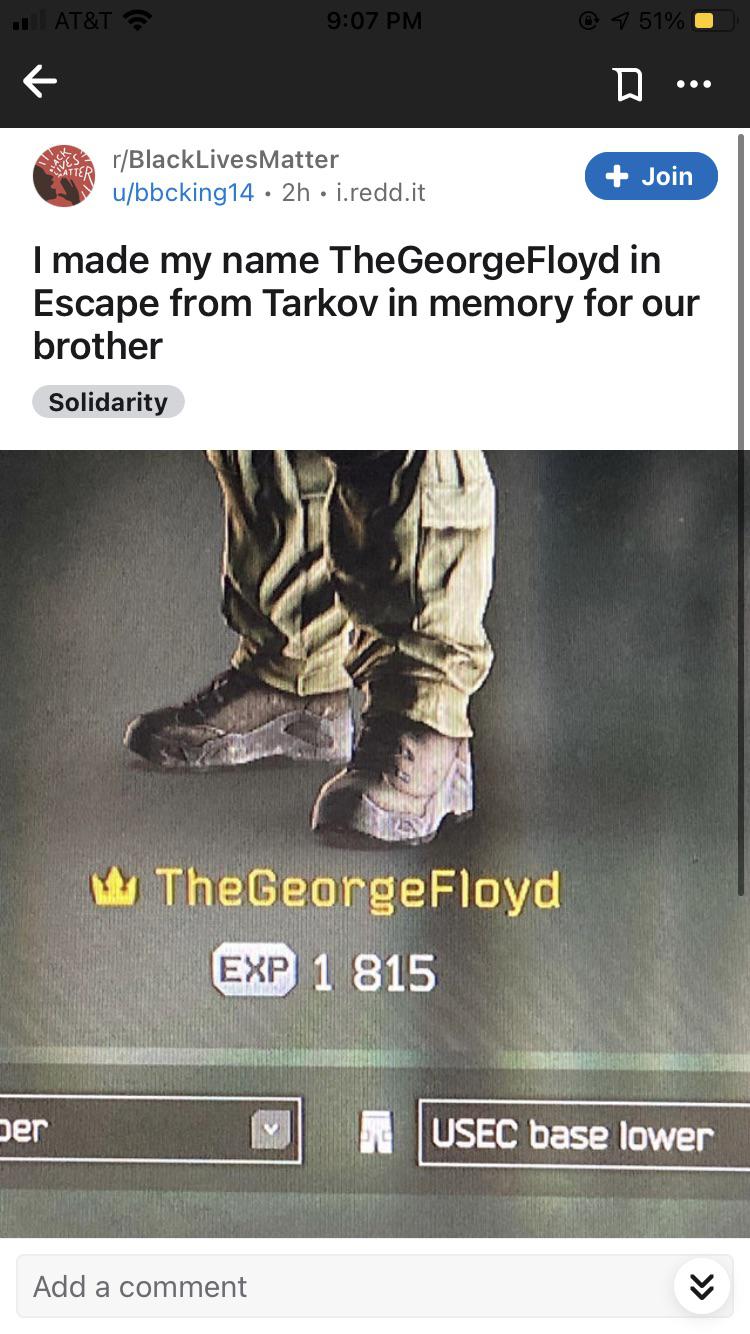 AT&T 9:07 PM 51%
r/BlackLivesMatter
u/bbcking14 • 2h • i.redd.it
+ Join
I made my name TheGeorgeFloyd in
Escape from Tarkov in memory for our
brother
Solidarity
TheGeorgeFloyd
EXP 1 815
USEC base lower
Add a comment